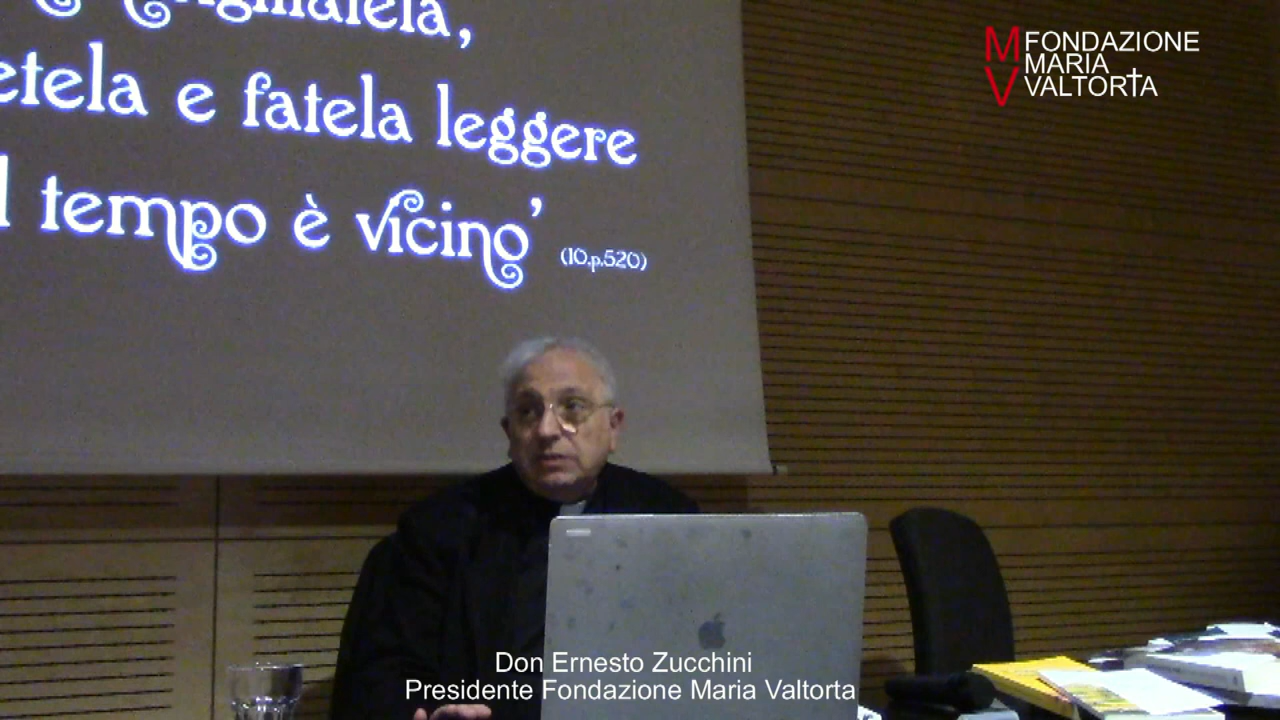 etela e fatela leggere
l tempo è vicino’ (10,p.520)
FONDAZIONE
MARIA
VALTORTA
Don Ernesto Zucchini
Presidente Fondazione Maria Valtorta